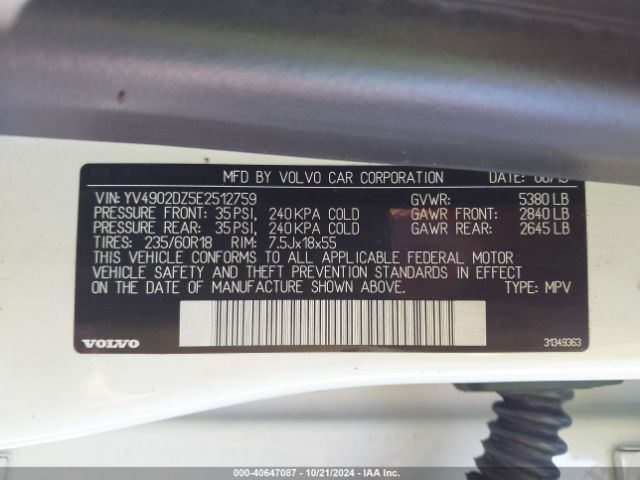 MFD BY VOLVO CAR CORPORATION DATE:
VIN: YV4902DZ5E2512759 GVWR: 5380 LB
PRESSURE FRONT: 35 PSI, 240 KPA COLD GAWR FRONT: 2840 LB
PRESSURE REAR: 35 PSI, 240 KPA COLD GAWR REAR: 2645 LB
TIRES: 235/60R18 RIM: 7.5Jx18x55
THIS VEHICLE CONFORMS TO ALL APPLICABLE FEDERAL MOTOR
VEHICLE SAFETY AND THEFT PREVENTION STANDARDS IN EFFECT
ON DATE OF MANUFACTURE SHOWN ABOVE. TYPE: MPV
VOLVO 31349363
000-40647087 - 10/21/2024 - IAA Inc.